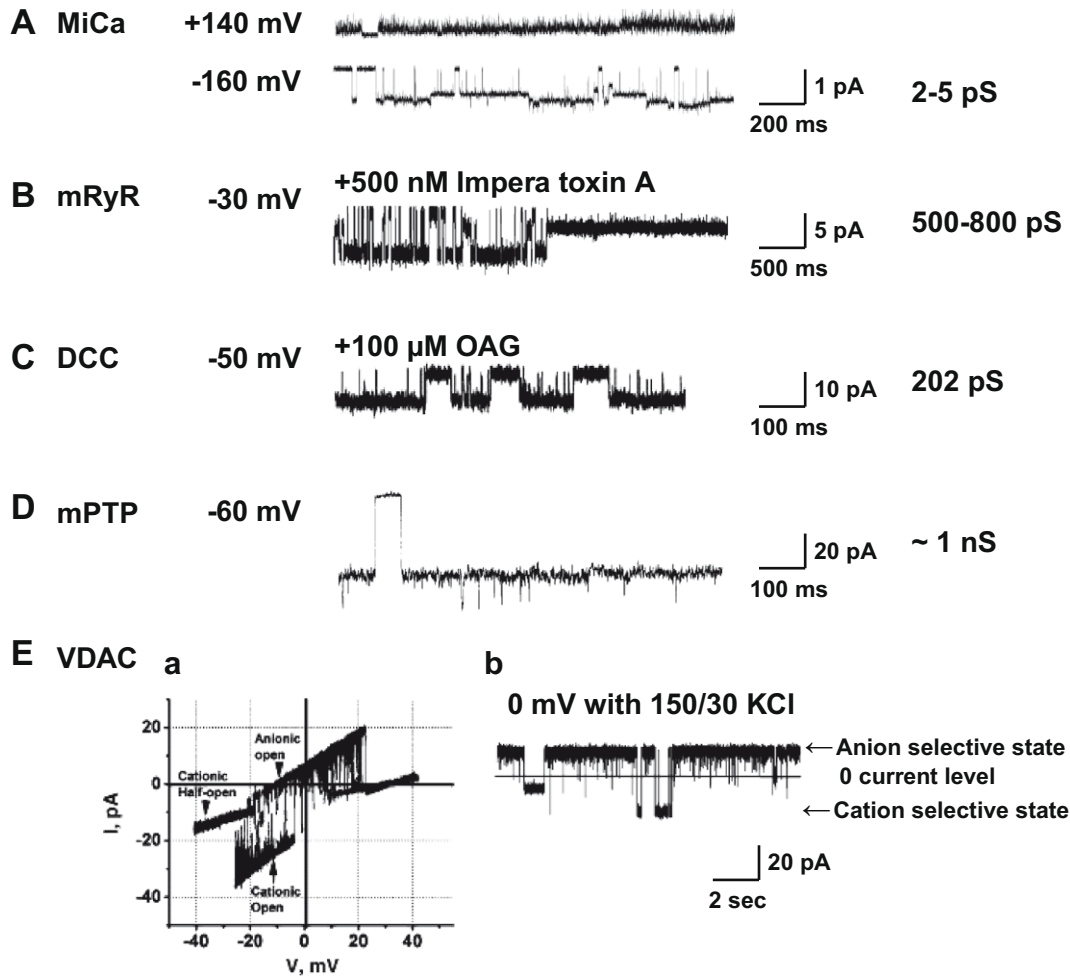 A MiCa +140 mV
-160 mV
1 pA
200 ms
2-5 pS
B mRyR -30 mV
+500 nM Impera toxin A
5 pA
500 ms
500-800 pS
C DCC -50 mV
+100 µM OAG
10 pA
100 ms
202 pS
D mPTP -60 mV
20 pA
100 ms
~ 1 nS
E VDAC
a
20
0
-20
-40
I, pA
-40 -20 0 20 40
V, mV
Anionic
open
Cationic
Half-open
Cationic
Open
b
0 mV with 150/30 KCl
←Anion selective state
0 current level
←Cation selective state
20 pA
2 sec